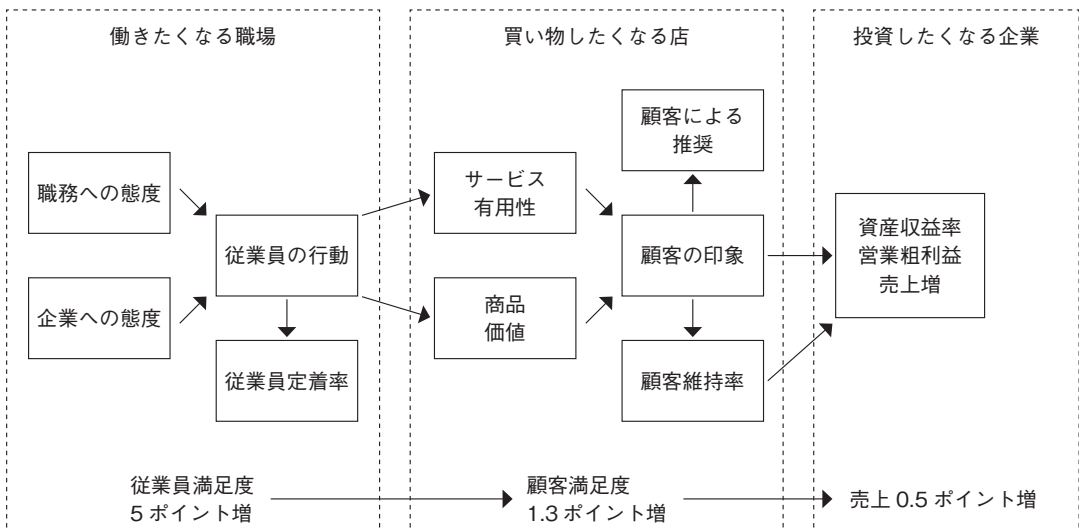 働きたくなる職場
職務への態度
企業への態度
従業員の行動
従業員定着率
従業員満足度
5ポイント増
買い物したくなる店
サービス
有用性
商品
価値
顧客による
推奨
顧客の印象
顧客維持率
顧客満足度
1.3ポイント増
投資したくなる企業
資産収益率
営業粗利益
売上増
売上0.5ポイント増